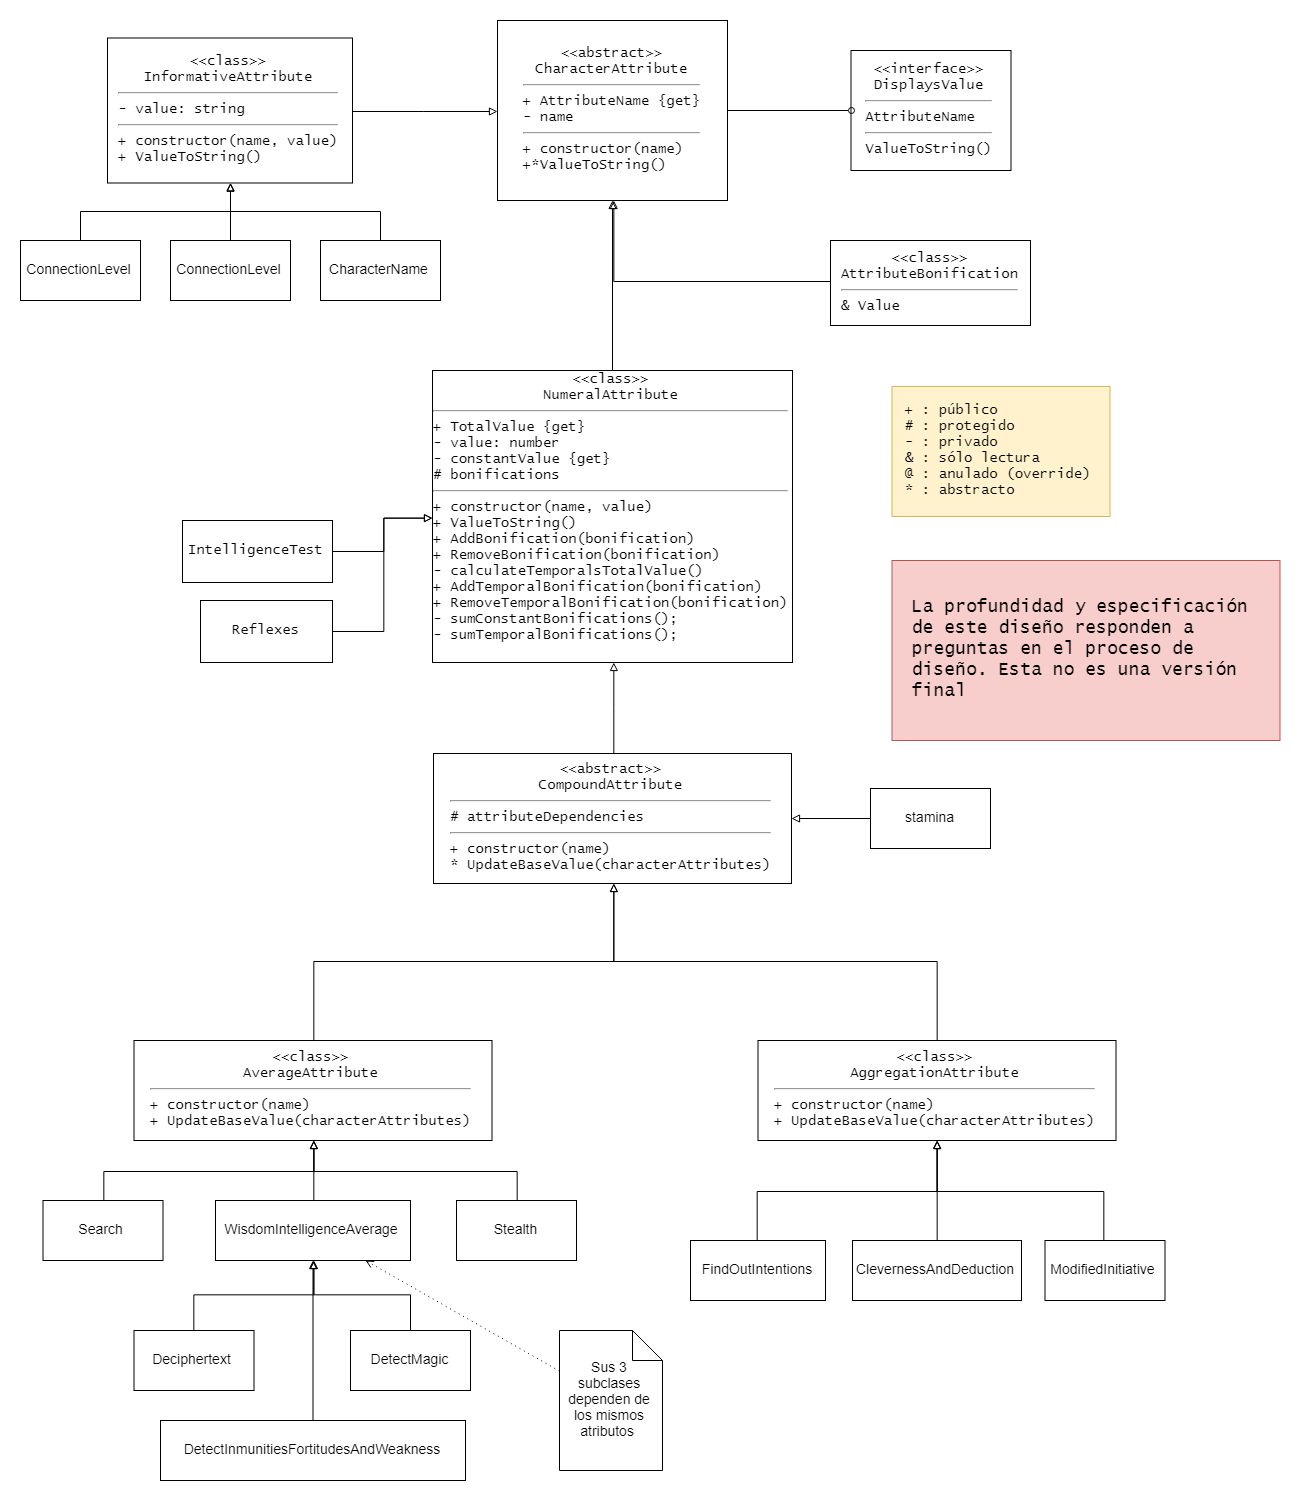 <<class>>
InformativeAttribute
- value: string
+ constructor(name, value)
+ ValueToString()
<<abstract>>
CharacterAttribute
+ AttributeName {get}
- name
+ constructor(name)
+*ValueToString()
<<interface>>
DisplaysValue
AttributeName
ValueToString()
ConnectionLevel
ConnectionLevel
CharacterName
<<class>>
AttributeBonification
& Value
<<class>>
NumeralAttribute
+ TotalValue {get}
- value: number
- constantValue {get}
# bonifications
+ constructor(name, value)
+ ValueToString()
+ AddBonification(bonification)
+ RemoveBonification(bonification)
- calculateTemporalsTotalValue()
+ AddTemporalBonification(bonification)
+ RemoveTemporalBonification(bonification)
- sumConstantBonifications();
- sumTemporalBonifications();
+ : público
# : protegido
- : privado
& : sólo lectura
@ : anulado (override)
* : abstracto
IntelligenceTest
Reflexes
La profundidad y especificación
de este diseño responden a
preguntas en el proceso de
diseño. Esta no es una versión
final
<<abstract>>
CompoundAttribute
# attributeDependencies
+ constructor(name)
* UpdateBaseValue(characterAttributes)
stamina
<<class>>
AverageAttribute
+ constructor(name)
+ UpdateBaseValue(characterAttributes)
<<class>>
AggregationAttribute
+ constructor(name)
+ UpdateBaseValue(characterAttributes)
Search
WisdomIntelligenceAverage
Stealth
FindOutIntentions
ClevernessAndDeduction
ModifiedInitiative
Deciphertext
DetectMagic
Sus 3
subclases
dependen de
los mismos
atributos
DetectInmunitiesFortitudesAndWeakness